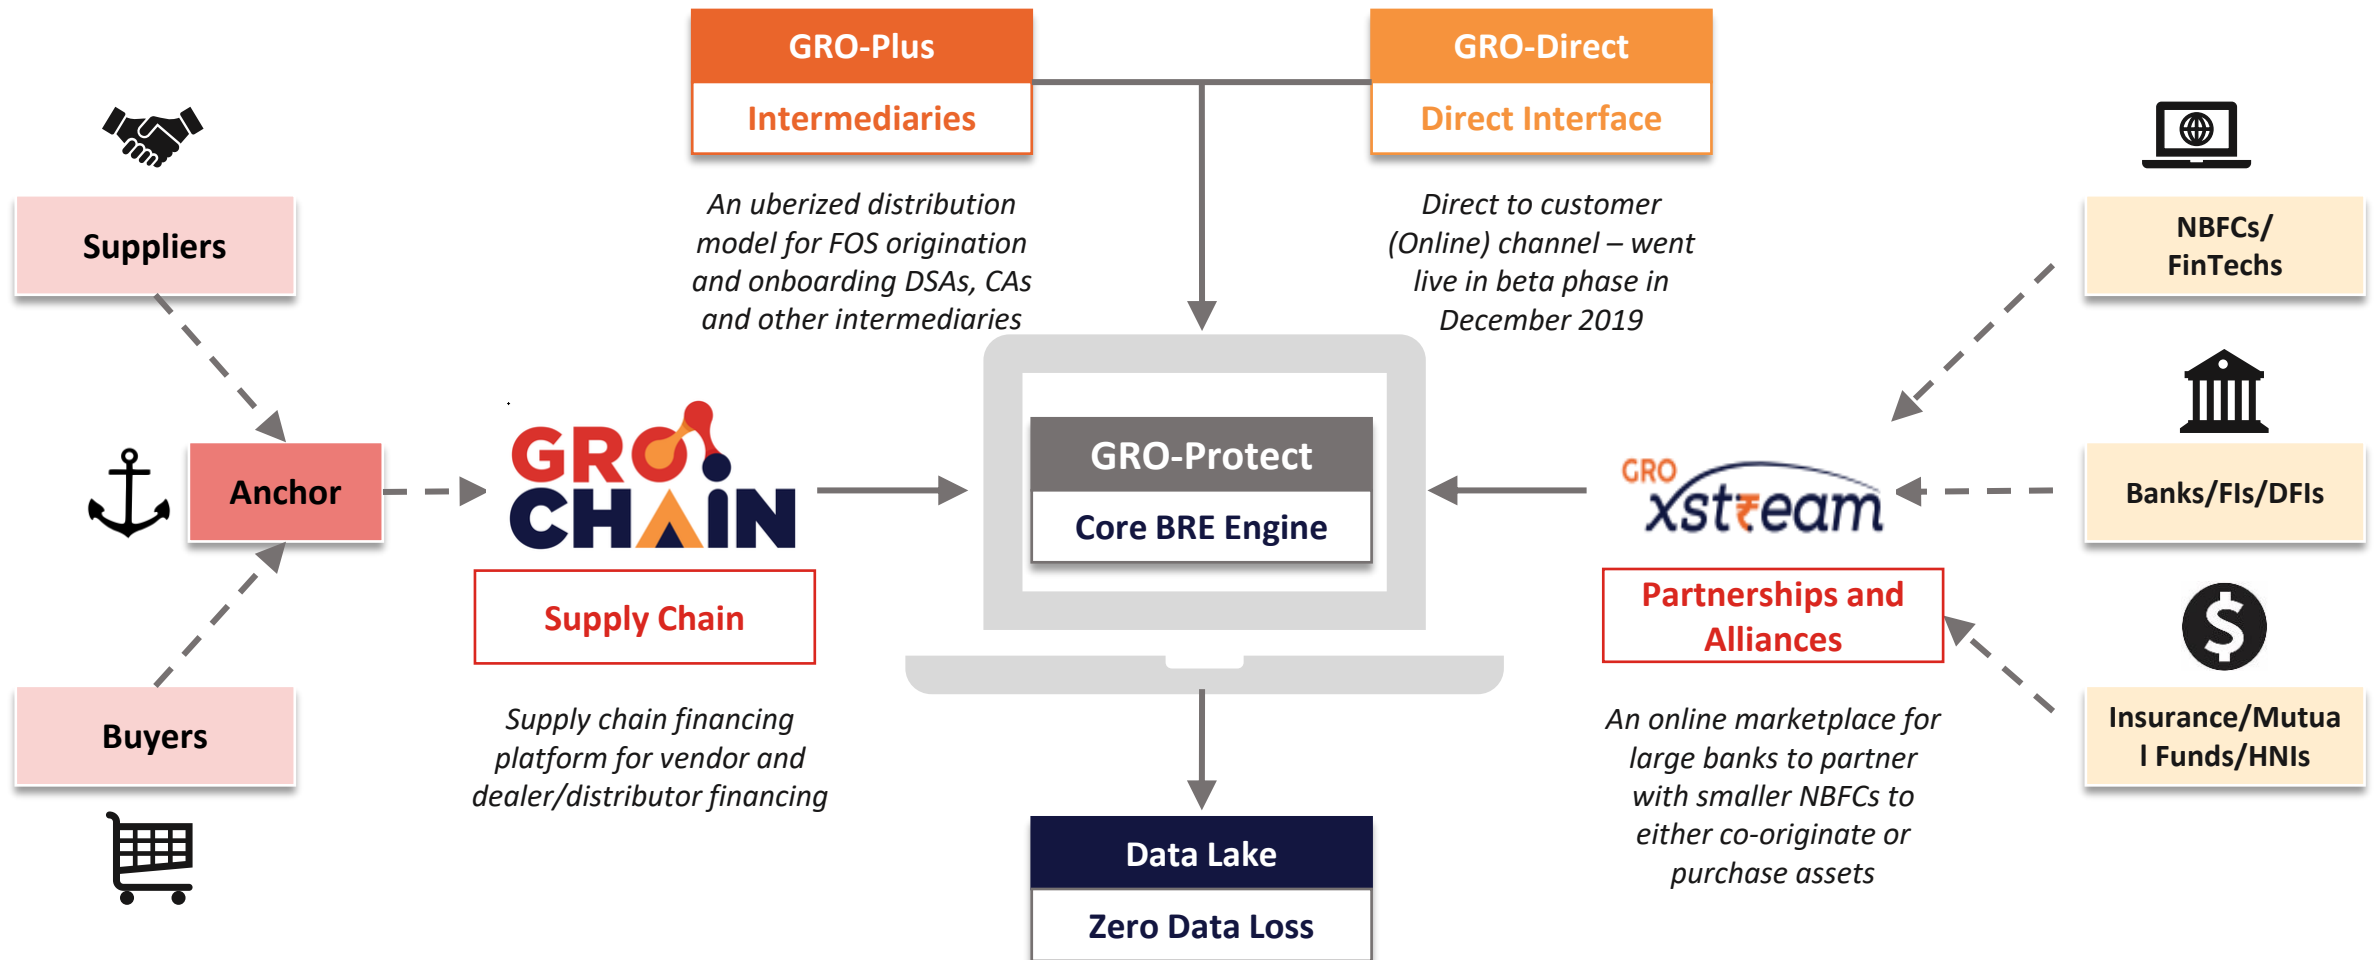 GRO-Plus
Intermediaries
An uberized distribution
model for FOS origination
and onboarding DSAs, CAs
and other intermediaries
GRO-Direct
Direct Interface
Direct to customer
(Online) channel – went
live in beta phase in
December 2019
Suppliers
Anchor
Buyers
GRO
CHAIN
Supply Chain
Supply chain financing
platform for vendor and
dealer/distributor financing
GRO-Protect
Core BRE Engine
Data Lake
Zero Data Loss
GRO
xst₹eam
Partnerships and
Alliances
An online marketplace for
large banks to partner
with smaller NBFCs to
either co-originate or
purchase assets
NBFCs/
FinTechs
Banks/FIs/DFIs
$
Insurance/Mutua
l Funds/HNIs